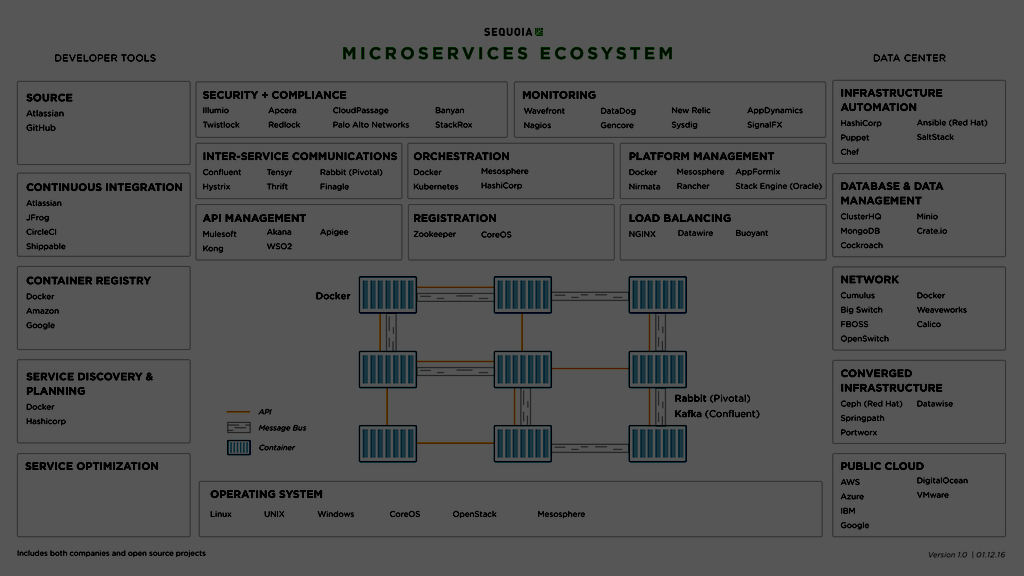 SEQUOIA
MICROSERVICES ECOSYSTEM
DEVELOPER TOOLS
DATA CENTER
SOURCE
Atlassian
GitHub
CONTINUOUS INTEGRATION
Atlassian
JFrog
CircleCI
Shippable
CONTAINER REGISTRY
Docker
Amazon
Google
SERVICE DISCOVERY &
PLANNING
Docker
Hashicorp
SERVICE OPTIMIZATION
SECURITY + COMPLIANCE
Illumio Apcera CloudPassage Banyan
Twistlock Redlock Palo Alto Networks StackRox
MONITORING
Wavefront DataDog New Relic AppDynamics
Nagios Gencore Sysdig SignalFX
INTER-SERVICE COMMUNICATIONS
Confluent Tensyr Rabbit (Pivotal)
Hystrix Thrift Finagle
ORCHESTRATION
Docker Mesosphere
Kubernetes HashiCorp
PLATFORM MANAGEMENT
Docker Mesosphere AppFormix
Nirmata Rancher Stack Engine (Oracle)
API MANAGEMENT
Mulesoft Akana Apigee
Kong WSO2
REGISTRATION
Zookeeper CoreOS
LOAD BALANCING
NGINX Datawire Buoyant
Docker
Rabbit (Pivotal)
Kafka (Confluent)
API
Message Bus
Container
OPERATING SYSTEM
Linux UNIX Windows CoreOS OpenStack Mesosphere
INFRASTRUCTURE
AUTOMATION
HashiCorp Ansible (Red Hat)
Puppet SaltStack
Chef
DATABASE & DATA
MANAGEMENT
ClusterHQ Minio
MongoDB Crate.io
Cockroach
NETWORK
Cumulus Docker
Big Switch Weaveworks
FBOSS Calico
OpenSwitch
CONVERGED
INFRASTRUCTURE
Ceph (Red Hat) Datawise
Springpath
Portworx
PUBLIC CLOUD
AWS DigitalOcean
Azure VMware
IBM
Google
Includes both companies and open source projects
Version 1.0 | 01.12.16